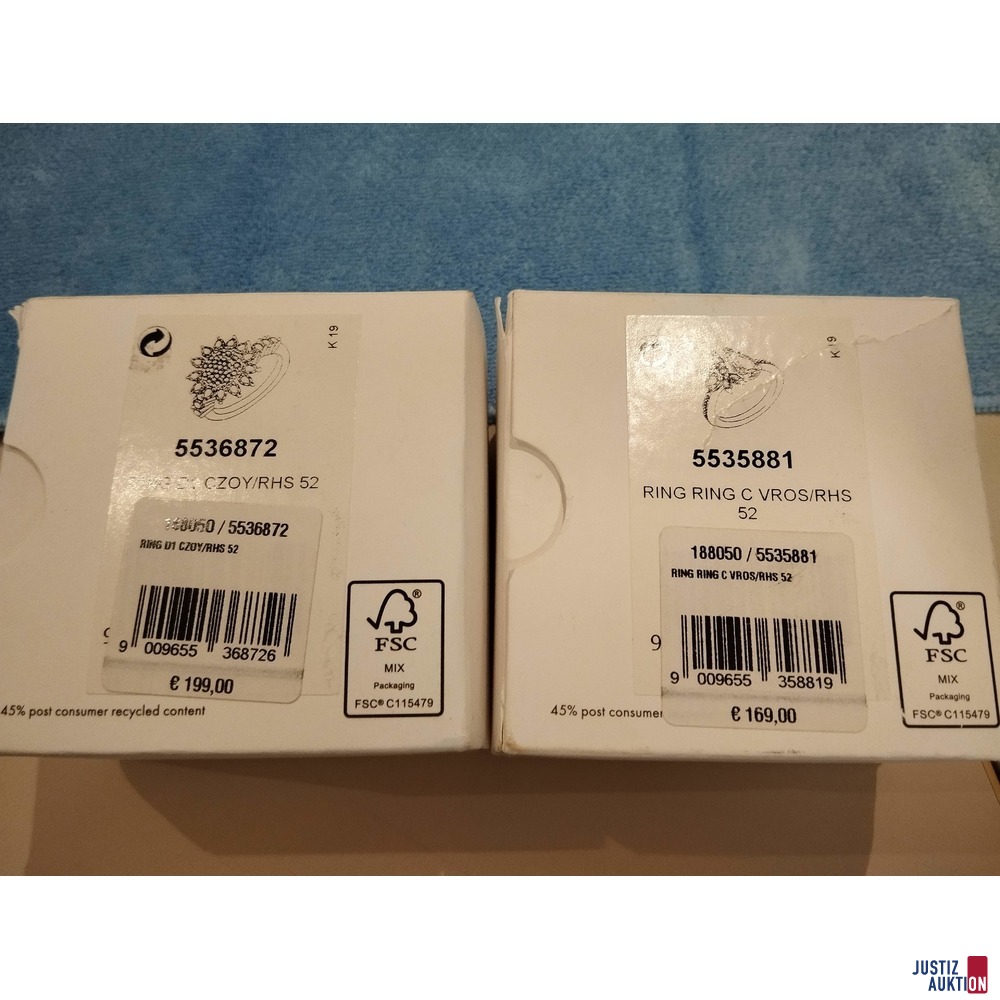 K 19
5536872
CZOY/RHS 52
188050 / 5536872
RING D1 CZOY/RHS 52
9 009655 368726
€ 199,00
45% post consumer recycled content
FSC®
MIX
Packaging
FSC® C115479
K 19
5535881
RING RING C VROS/RHS
52
188050 / 5535881
RING RING C VROS/RHS 52
9
9 009655 358819
€ 169,00
45% post consumer
FSC®
MIX
Packaging
FSC® C115479
JUSTIZ
AUKTION